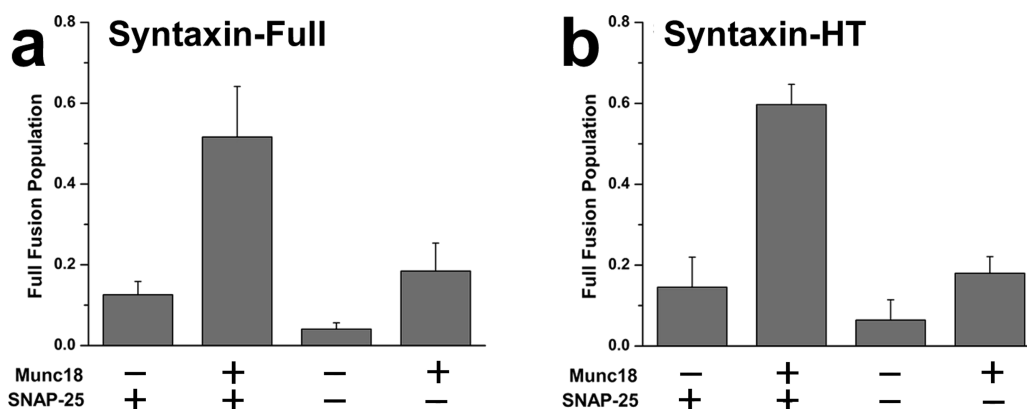 a Syntaxin-Full
Full Fusion Population
0.8
0.6
0.4
0.2
0.0
Munc18 − + − +
SNAP-25 + + − −
b Syntaxin-HT
Full Fusion Population
0.8
0.6
0.4
0.2
0.0
Munc18 − + − +
SNAP-25 + + − −